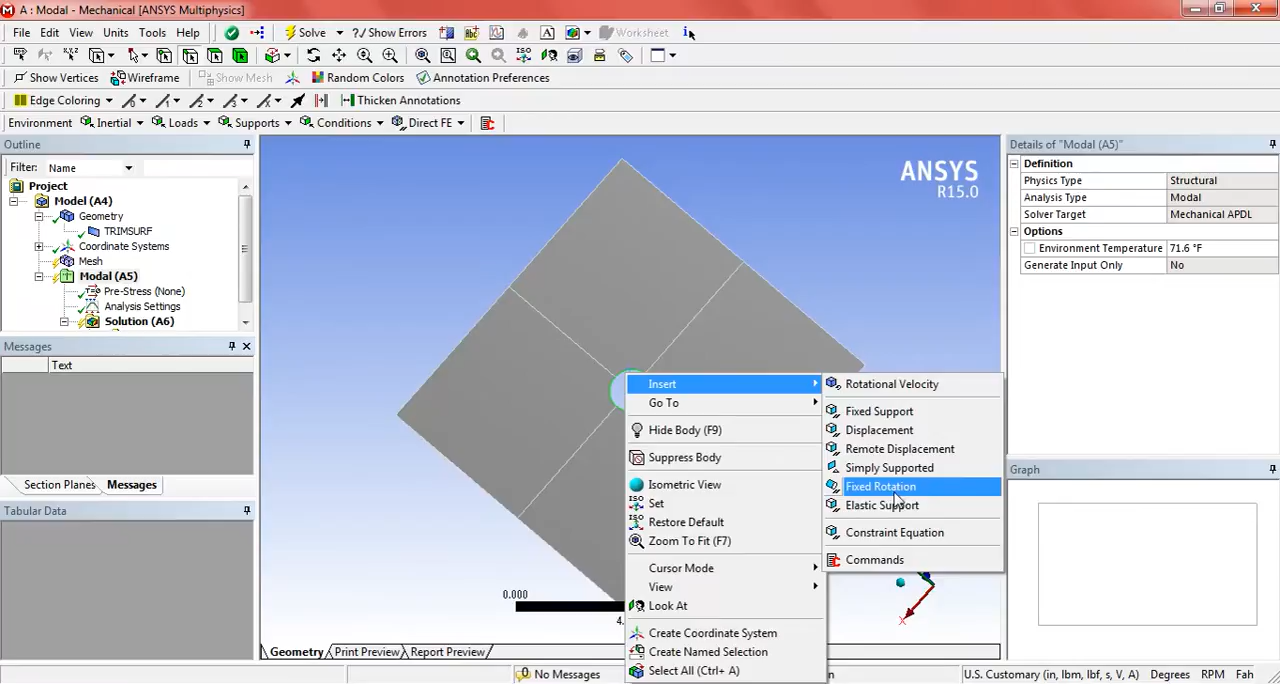 A : Modal - Mechanical [ANSYS Multiphysics]
File Edit View Units Tools Help Solve ?/ Show Errors Worksheet
Show Vertices Wireframe Show Mesh Random Colors Annotation Preferences
Edge Coloring Thicken Annotations
Environment Inertial Loads Supports Conditions Direct FE
Outline
Filter: Name
Project
Model (A4)
Geometry
TRIMSURF
Coordinate Systems
Mesh
Modal (A5)
Pre-Stress (None)
Analysis Settings
Solution (A6)
Messages
Text
Section Planes Messages
Tabular Data
ANSYS
R15.0
Insert
Go To
Hide Body (F9)
Suppress Body
Isometric View
Set
Restore Default
Zoom To Fit (F7)
Cursor Mode
View
Look At
Create Coordinate System
Create Named Selection
Select All (Ctrl+ A)
Rotational Velocity
Fixed Support
Displacement
Remote Displacement
Simply Supported
Fixed Rotation
Elastic Support
Constraint Equation
Commands
0.000
4.
X
Geometry Print Preview Report Preview
Details of "Modal (A5)"
Definition
Physics Type Structural
Analysis Type Modal
Solver Target Mechanical APDL
Options
Environment Temperature 71.6 °F
Generate Input Only No
Graph
No Messages
U.S. Customary (in, lbm, lbf, s, V, A) Degrees RPM Fah